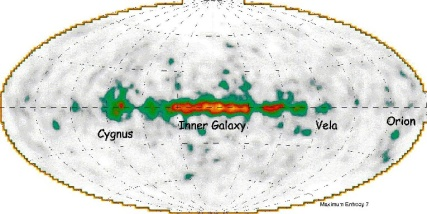 Orion
Cygnus
Inner Galaxy
Vela
Maximum Entropy 7